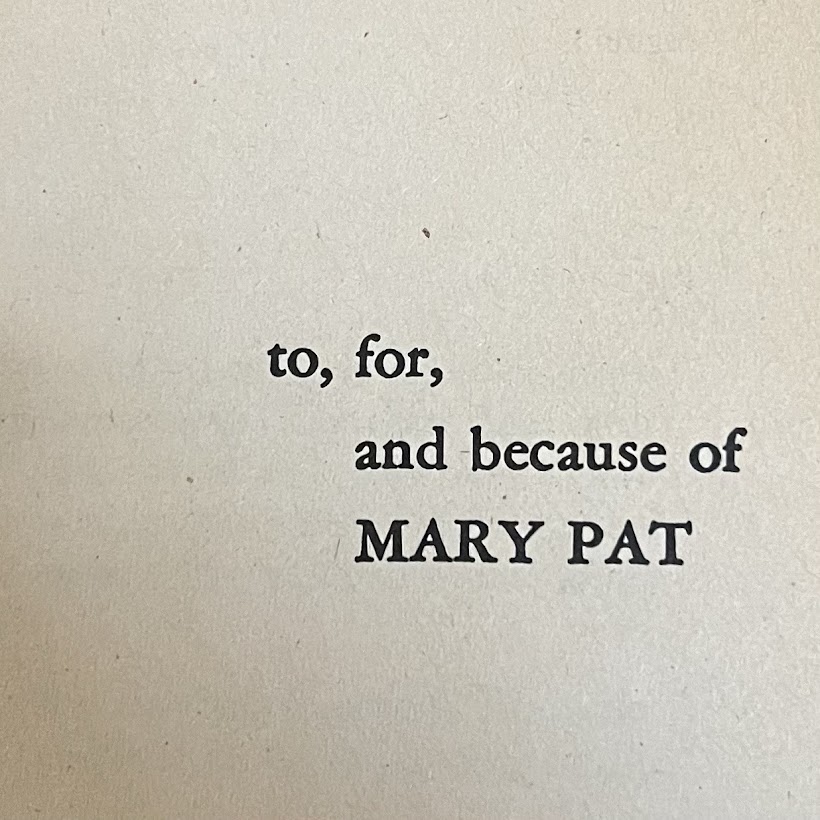 to, for,
and because of
MARY PAT